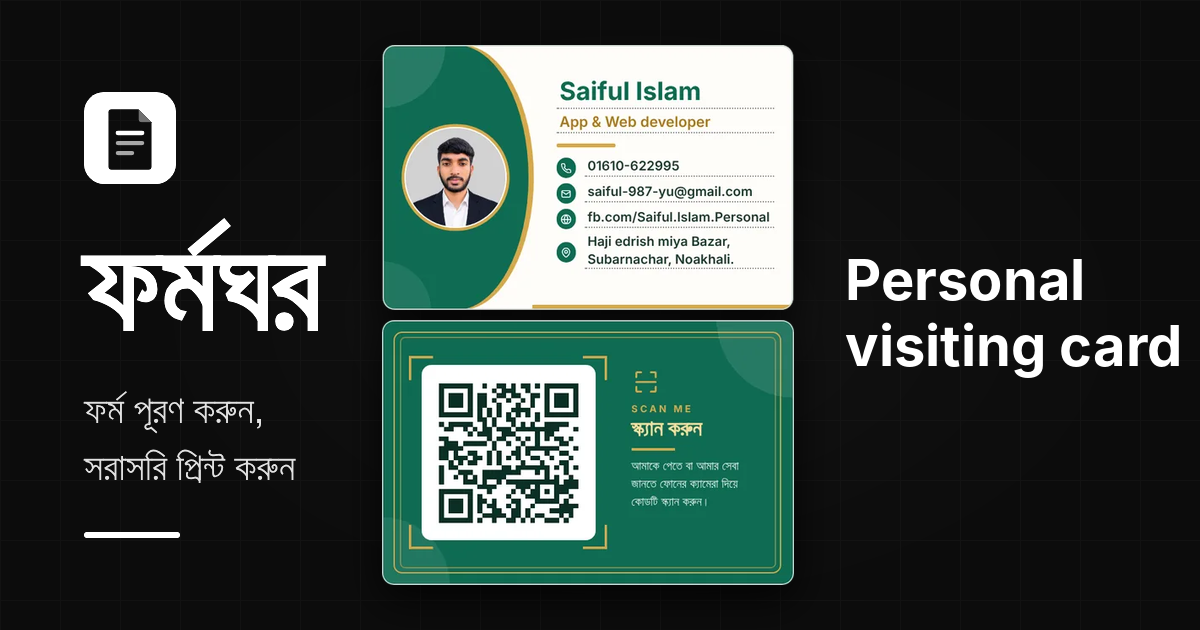 ফর্মঘর
ফর্ম পূরণ করুন,
সরাসরি প্রিন্ট করুন
Saiful Islam
App & Web developer
01610-622995
saiful-987-yu@gmail.com
fb.com/Saiful.Islam.Personal
Haji edrish miya Bazar,
Subarnachar, Noakhali.
SCAN ME
স্ক্যান করুন
আমাকে পেতে বা আমার সেবা
জানতে ফোনের ক্যামেরা দিয়ে
কোডটি স্ক্যান করুন।
Personal
visiting card